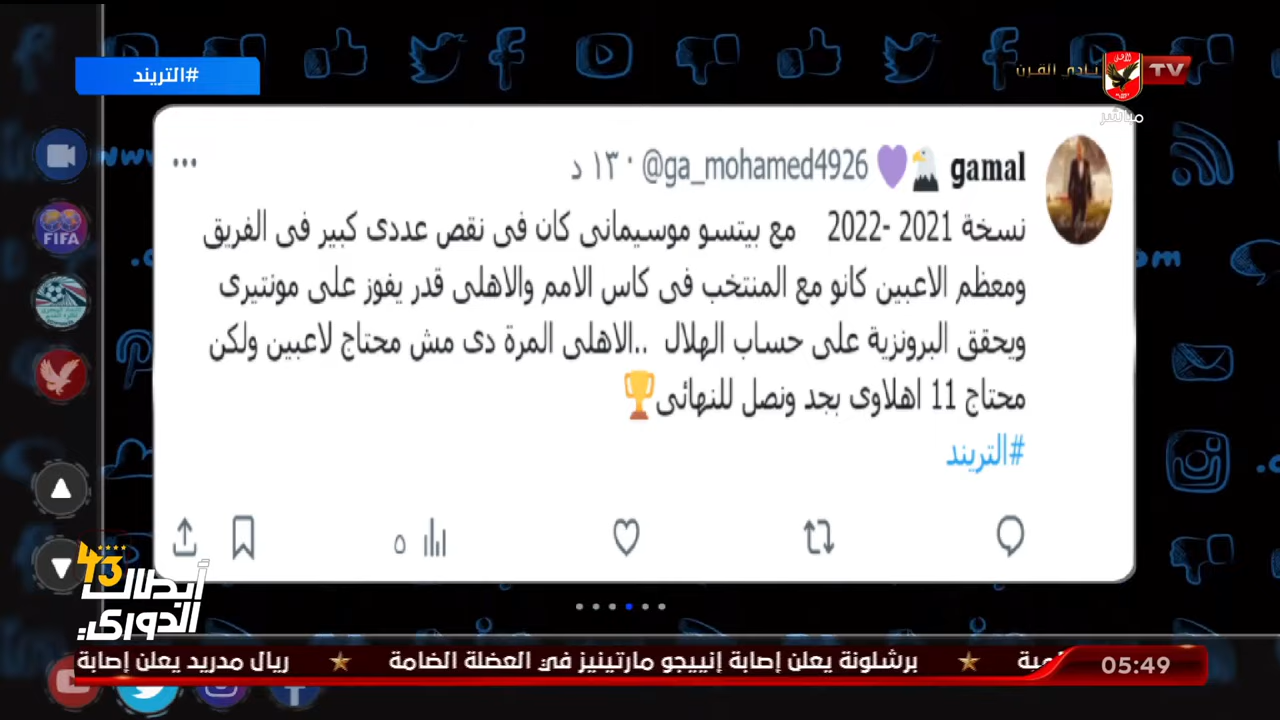 #التريند
نادي القرن
TV
مباشر
gamal 🦅💜 @ga_mohamed4926 · ١٣ د
نسخة 2021 -2022 مع بيتسو موسيمانى كان فى نقص عددى كبير فى الفريق
ومعظم الاعبين كانو مع المنتخب فى كاس الامم والاهلى قدر يفوز على مونتيرى
ويحقق البرونزية على حساب الهلال ..الاهلى المرة دى مش محتاج لاعبين ولكن
محتاج 11 اهلاوى بجد ونصل للنهائى🏆
#التريند
٥
FIFA
43
أبطال
الدوري
برشلونة يعلن إصابة إنييجو مارتينيز في العضلة الضامة ★ ريال مدريد يعلن إصابة
05:49